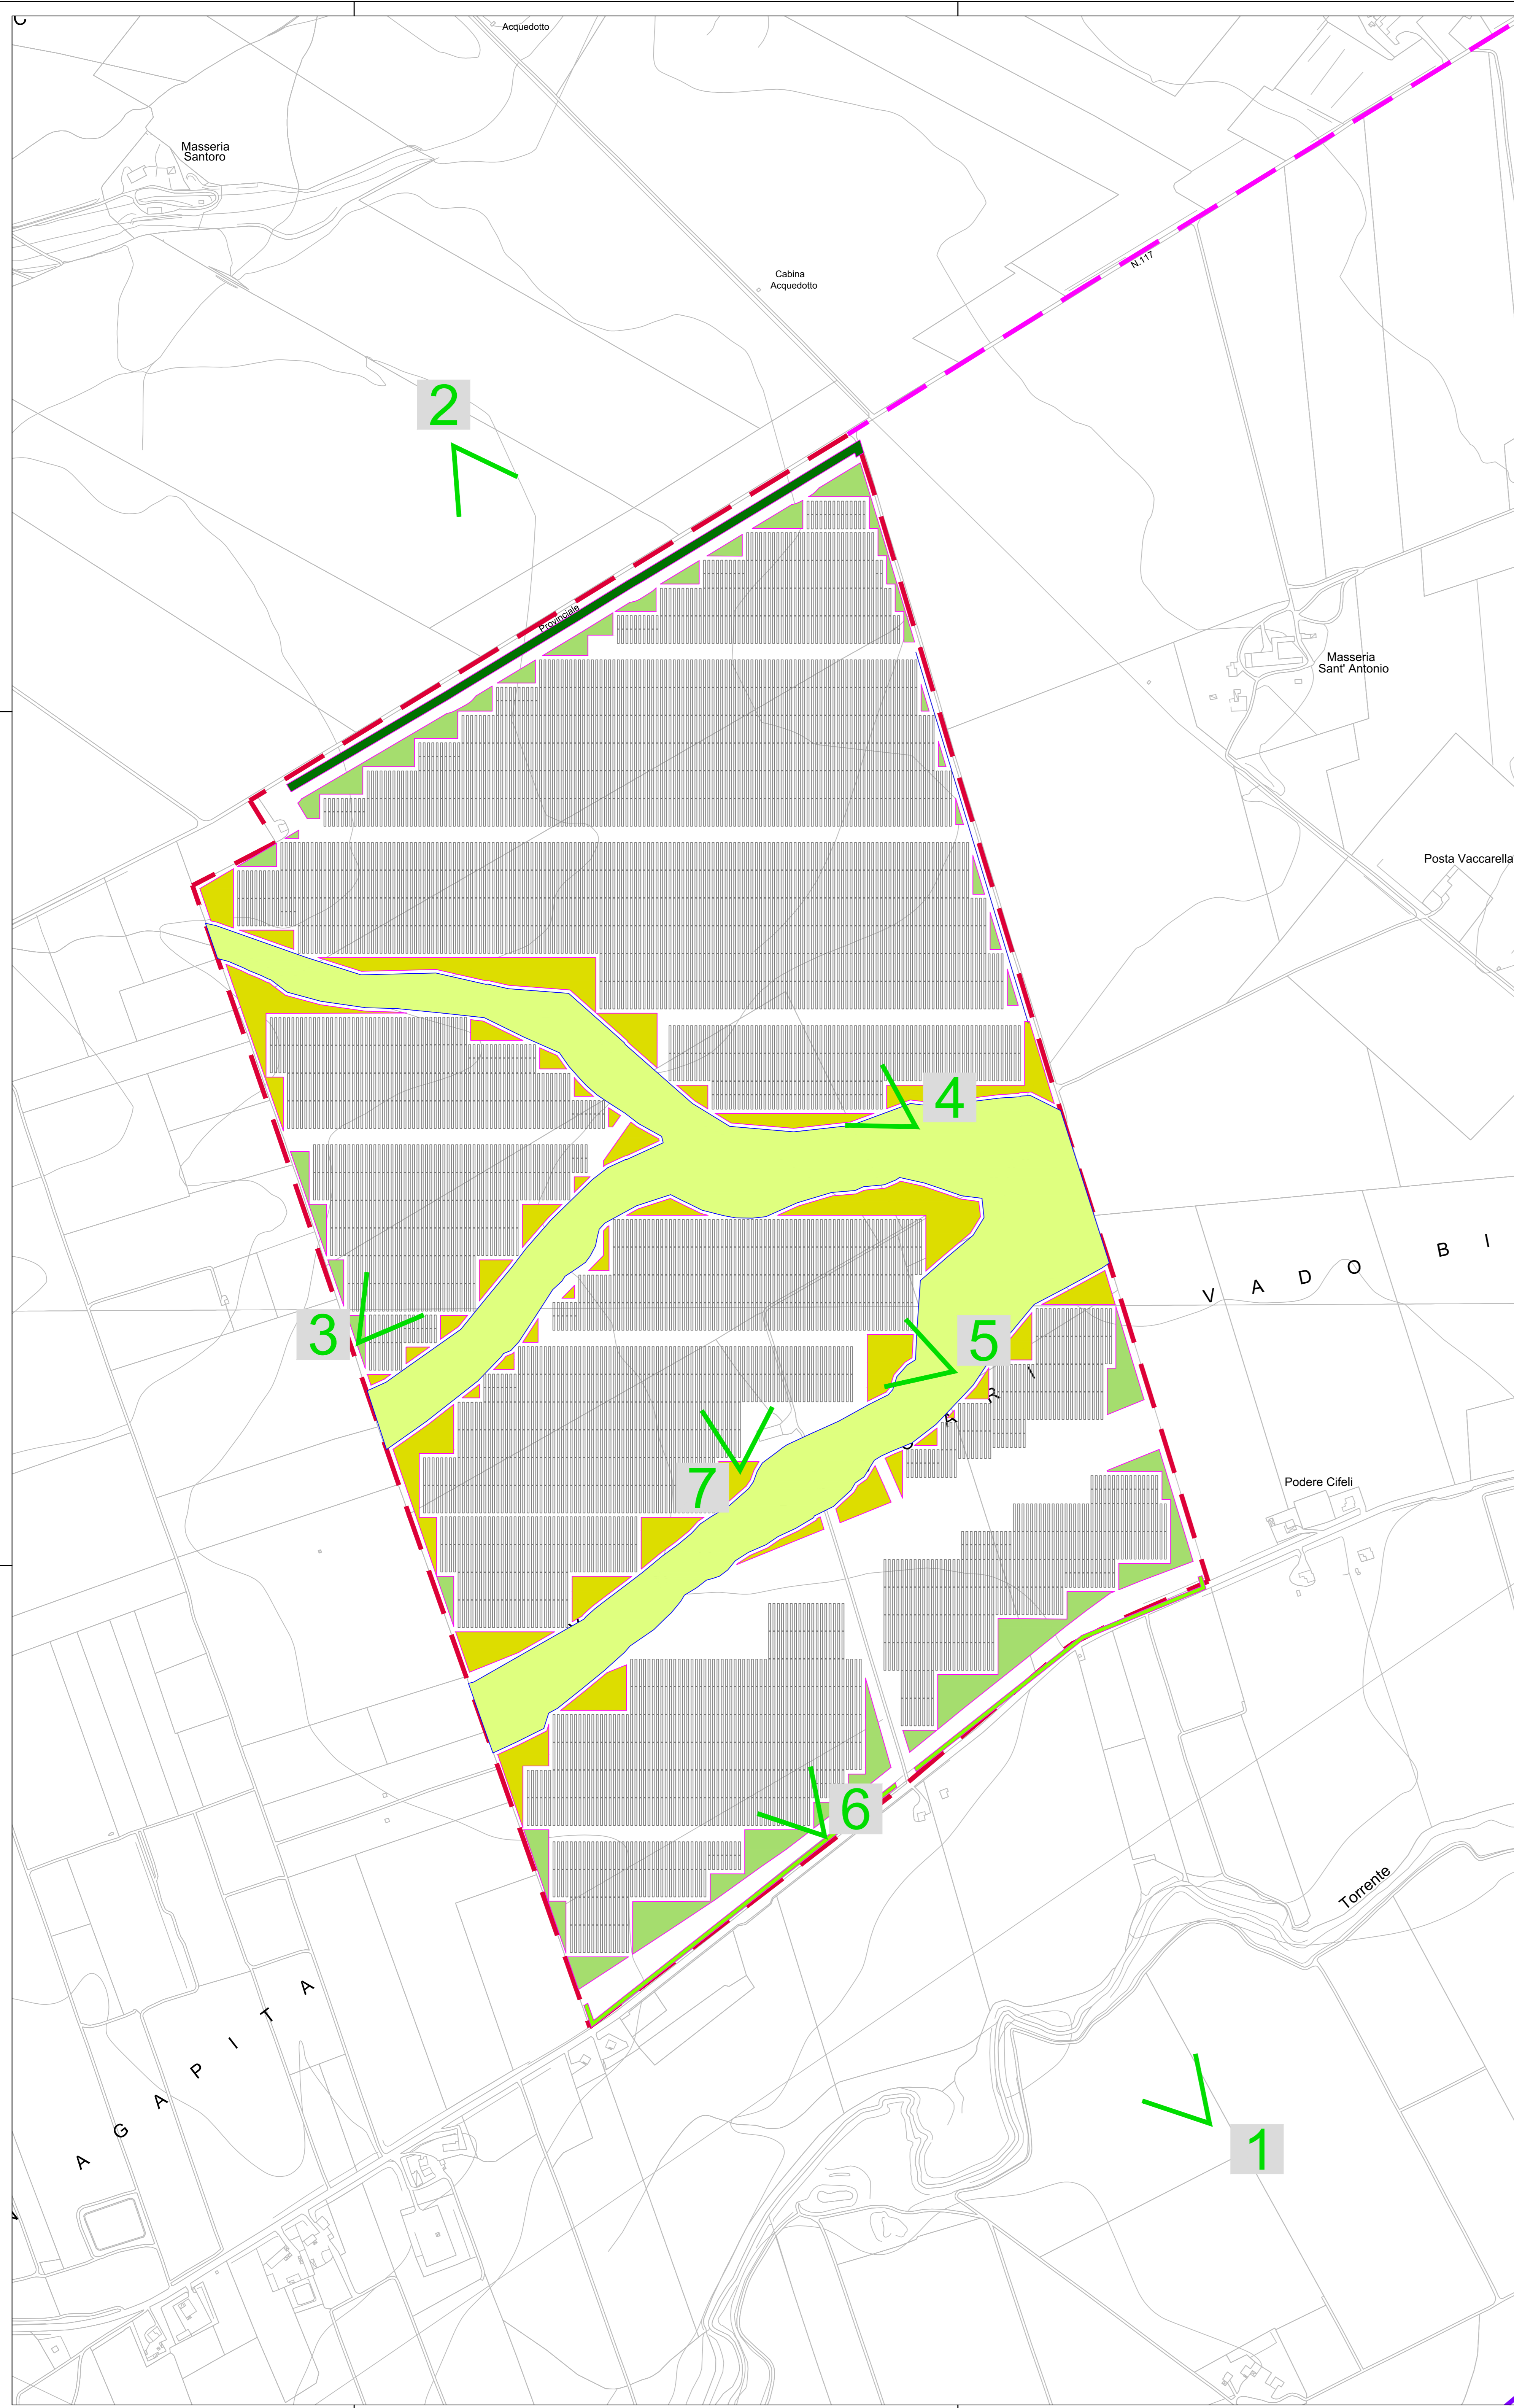 C
Acquedotto
Masseria
Santoro
N.117
Cabina
Acquedotto
2
Provinciale
Masseria
Sant' Antonio
Posta Vaccarella
4
V A D O B I
3
5
A R I
7
Podere Cifeli
6
Torrente
A G A P I T A
1